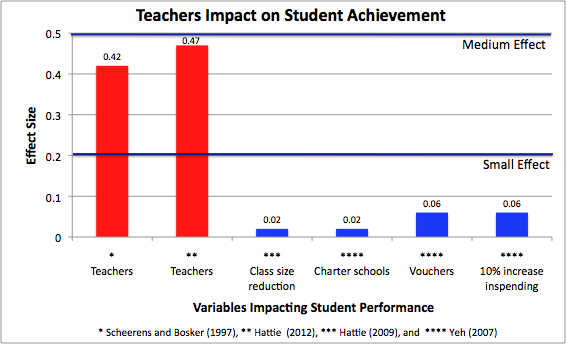 Teachers Impact on Student Achievement
0.5
Medium Effect
0.47
0.42
0.4
0.3
Effect Size
0.2
Small Effect
0.1
0.02
0.02
0.06
0.06
0
* ** *** **** **** ****
Teachers Teachers Class size Charter schools Vouchers 10% increase
reduction inspending
Variables Impacting Student Performance
* Scheerens and Bosker (1997), ** Hattie (2012), *** Hattie (2009), and **** Yeh (2007)